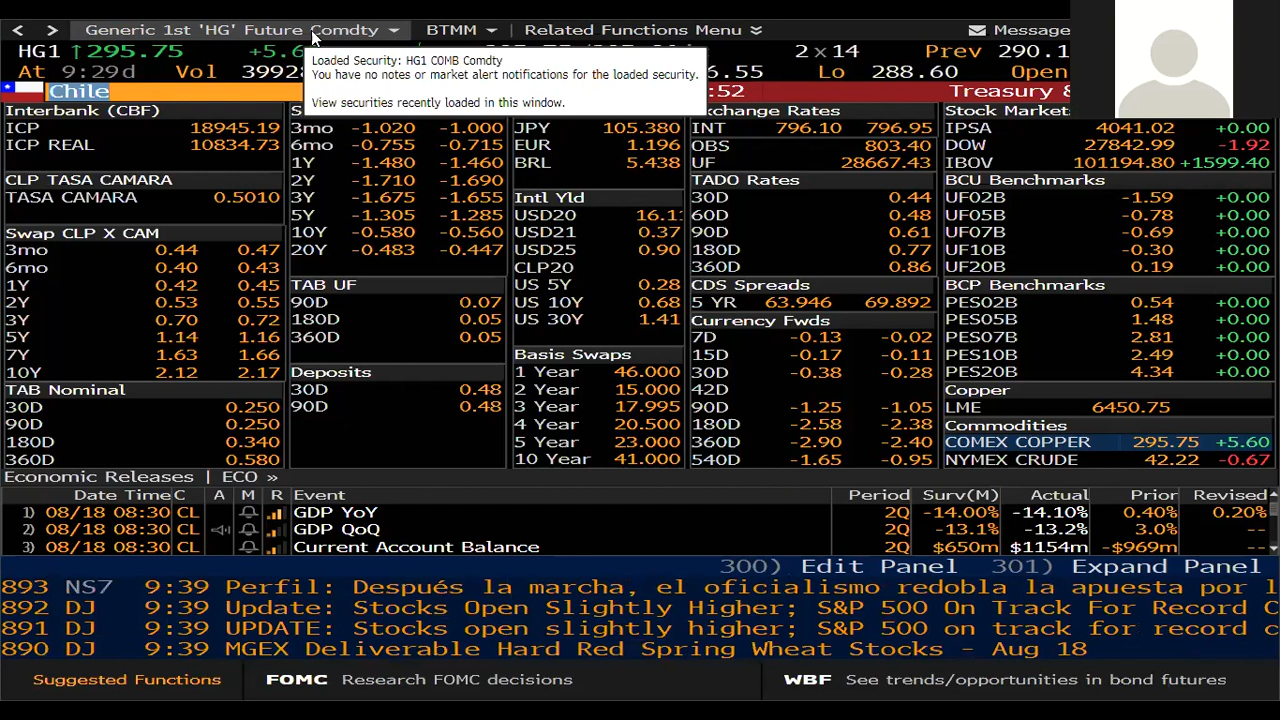 < > Generic 1st 'HG' Future Comdty BTMM Related Functions Menu Message
HG1 295.75 +5.6 2 x 14 Prev 290.1
At 9:29d Vol 39928 6.55 Lo 288.60 Open
Loaded Security: HG1 COMB Comdty
You have no notes or market alert notifications for the loaded security.
View securities recently loaded in this window.
Chile :52 Treasury &
Interbank (CBF)
ICP 18945.19
ICP REAL 10834.73
CLP TASA CAMARA
TASA CAMARA 0.5010
Swap CLP X CAM
3mo 0.44 0.47
6mo 0.40 0.43
1Y 0.42 0.45
2Y 0.53 0.55
3Y 0.70 0.72
5Y 1.14 1.16
7Y 1.63 1.66
10Y 2.12 2.17
TAB Nominal
30D 0.250
90D 0.250
180D 0.340
360D 0.580
3mo -1.020 -1.000
6mo -0.755 -0.715
1Y -1.480 -1.460
2Y -1.710 -1.690
3Y -1.675 -1.655
5Y -1.305 -1.285
10Y -0.580 -0.560
20Y -0.483 -0.447
TAB UF
90D 0.07
180D 0.05
360D 0.05
Deposits
30D 0.48
90D 0.48
JPY 105.380
EUR 1.196
BRL 5.438
Intl Yld
USD20 16.1
USD21 0.37
USD25 0.90
CLP20
US 5Y 0.28
US 10Y 0.68
US 30Y 1.41
Basis Swaps
1 Year 46.000
2 Year 15.000
3 Year 17.995
4 Year 20.500
5 Year 23.000
10 Year 41.000
xchange Rates
INT 796.10 796.95
OBS 803.40
UF 28667.43
TADO Rates
30D 0.44
60D 0.48
90D 0.61
180D 0.77
360D 0.86
CDS Spreads
5 YR 63.946 69.892
Currency Fwds
7D -0.13 -0.02
15D -0.17 -0.11
30D -0.38 -0.28
42D
90D -1.25 -1.05
180D -2.58 -2.38
360D -2.90 -2.40
540D -1.65 -0.95
Stock Market
IPSA 4041.02 +0.00
DOW 27842.99 -1.92
IBOV 101194.80 +1599.40
BCU Benchmarks
UF02B -1.59 +0.00
UF05B -0.78 +0.00
UF07B -0.69 +0.00
UF10B -0.30 +0.00
UF20B 0.19 +0.00
BCP Benchmarks
PES02B 0.54 +0.00
PES05B 1.48 +0.00
PES07B 2.81 +0.00
PES10B 2.49 +0.00
PES20B 4.34 +0.00
Copper
LME 6450.75
Commodities
COMEX COPPER 295.75 +5.60
NYMEX CRUDE 42.22 -0.67
Economic Releases | ECO »
Date Time C A M R Event Period Surv(M) Actual Prior Revised
1) 08/18 08:30 CL GDP YoY 2Q -14.00% -14.10% 0.40% 0.20%
2) 08/18 08:30 CL GDP QoQ 2Q -13.1% -13.2% 3.0% --
3) 08/18 08:30 CL Current Account Balance 2Q $650m $1154m -$969m --
300) Edit Panel 301) Expand Panel
893 NS7 9:39 Perfil: Después la marcha, el oficialismo redobla la apuesta por l
892 DJ 9:39 Update: Stocks Open Slightly Higher; S&P 500 On Track For Record C
891 DJ 9:39 UPDATE: Stocks open slightly higher; S&P 500 on track for record c
890 DJ 9:39 MGEX Deliverable Hard Red Spring Wheat Stocks - Aug 18
Suggested Functions FOMC Research FOMC decisions WBF See trends/opportunities in bond futures